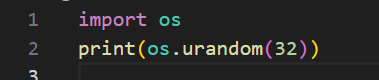 1 import os
2 print(os.urandom(32))
3